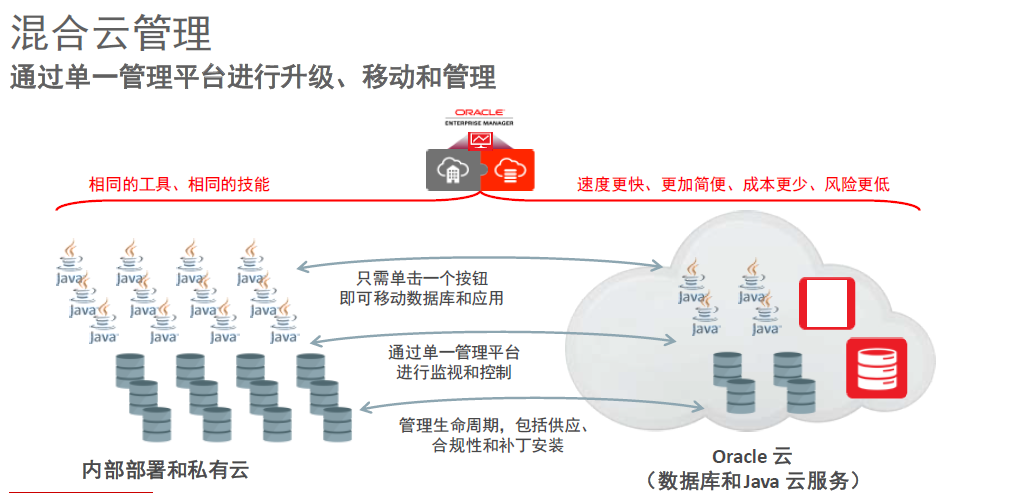 混合云管理
通过单一管理平台进行升级、移动和管理
ORACLE
ENTERPRISE MANAGER
相同的工具、相同的技能
速度更快、更加简便、成本更少、风险更低
Java Java Java Java
Java Java Java Java
Java Java Java Java
只需单击一个按钮
即可移动数据库和应用
Java Java
Java Java
通过单一管理平台
进行监视和控制
管理生命周期，包括供应、
合规性和补丁安装
内部部署和私有云
Oracle 云
（数据库和Java 云服务）